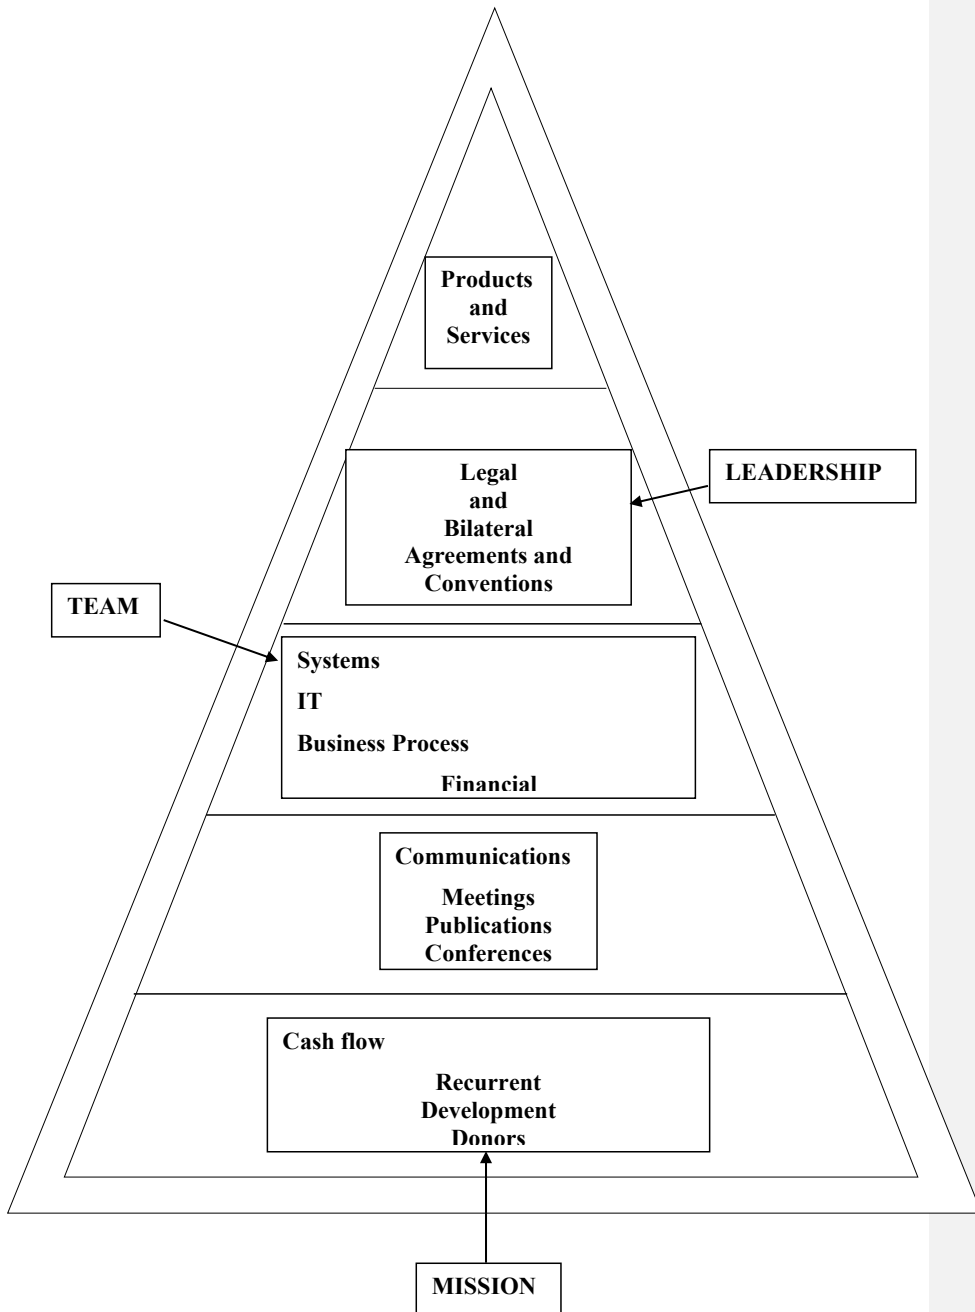 Products
and
Services
Legal
and
Bilateral
Agreements and
Conventions
LEADERSHIP
TEAM
Systems
IT
Business Process
Financial
Communications
Meetings
Publications
Conferences
Cash flow
Recurrent
Development
Donors
MISSION